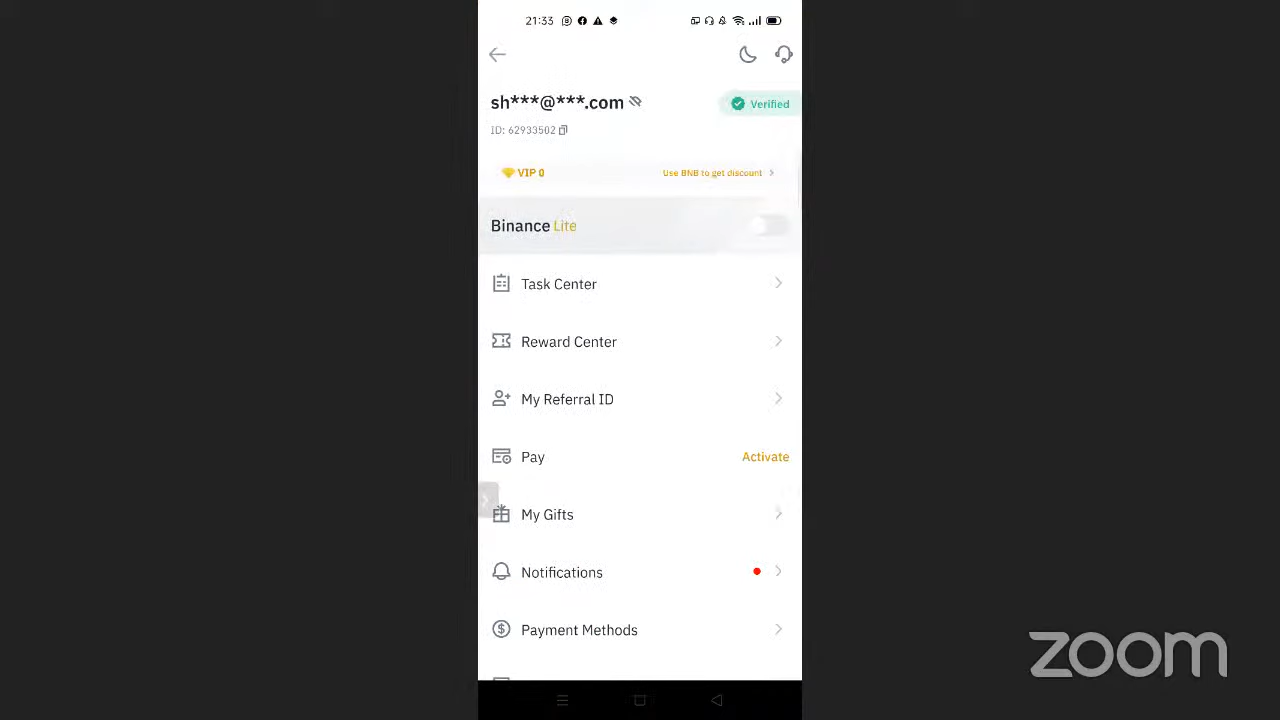 21:33
sh***@***.com
Verified
ID: 62933502
VIP 0
Use BNB to get discount
Binance Lite
Task Center
Reward Center
My Referral ID
Pay
Activate
My Gifts
Notifications
Payment Methods
zoom